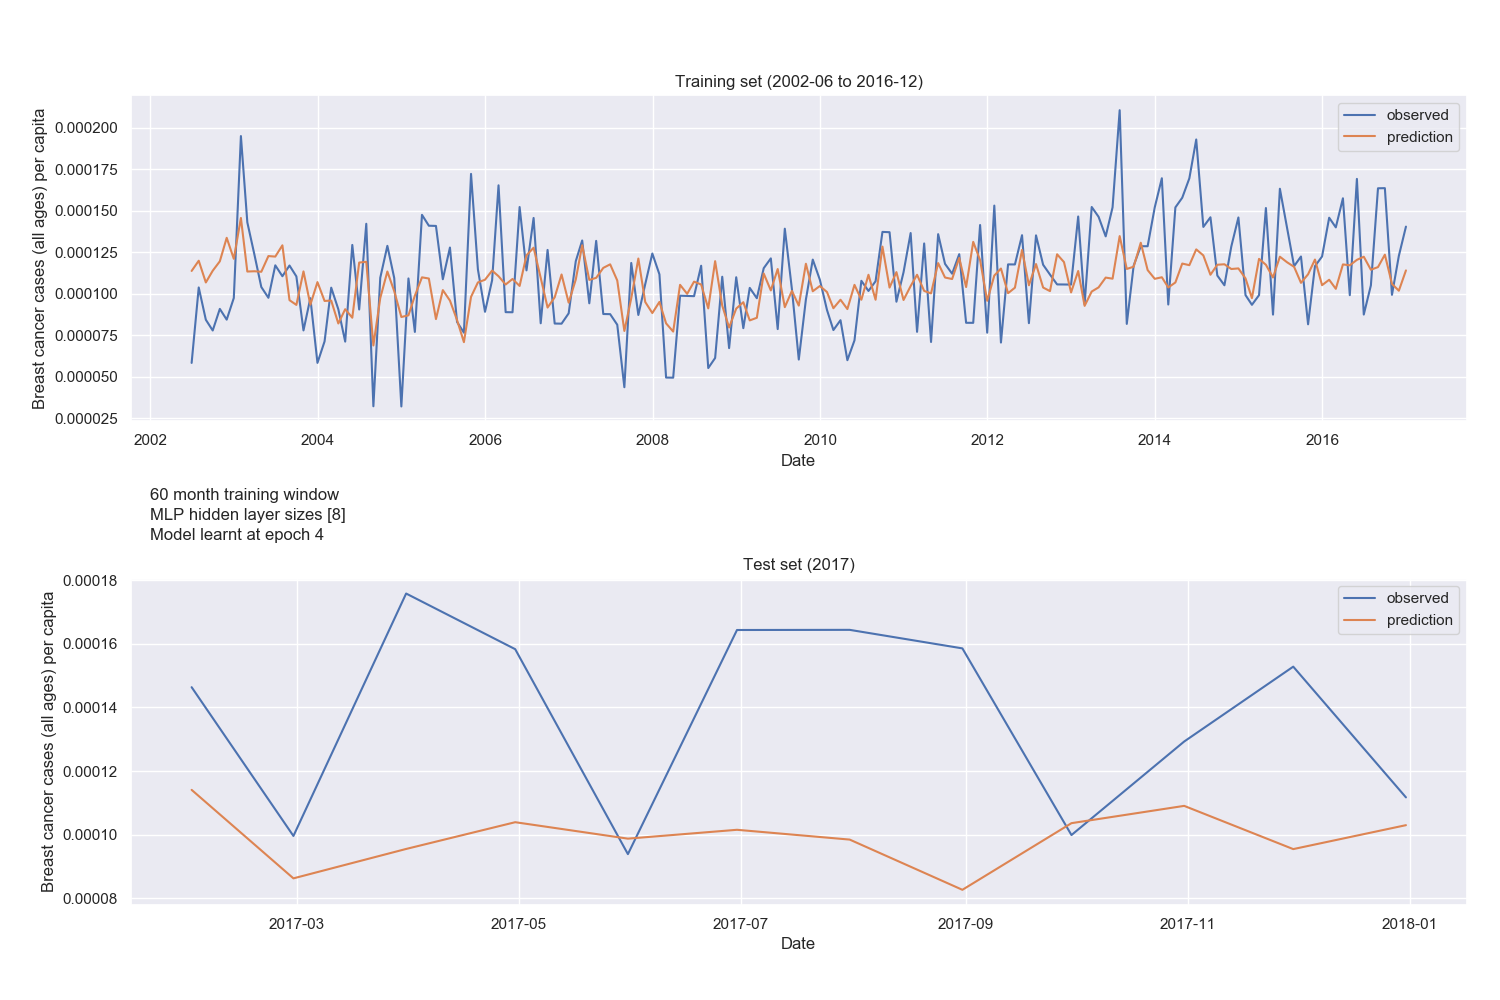 Training set (2002-06 to 2016-12)
Breast cancer cases (all ages) per capita
0.000200
0.000175
0.000150
0.000125
0.000100
0.000075
0.000050
0.000025
observed
prediction
2002 2004 2006 2008 2010 2012 2014 2016
Date
60 month training window
MLP hidden layer sizes [8]
Model learnt at epoch 4
Test set (2017)
Breast cancer cases (all ages) per capita
0.00018
0.00016
0.00014
0.00012
0.00010
0.00008
observed
prediction
2017-03 2017-05 2017-07 2017-09 2017-11 2018-01
Date